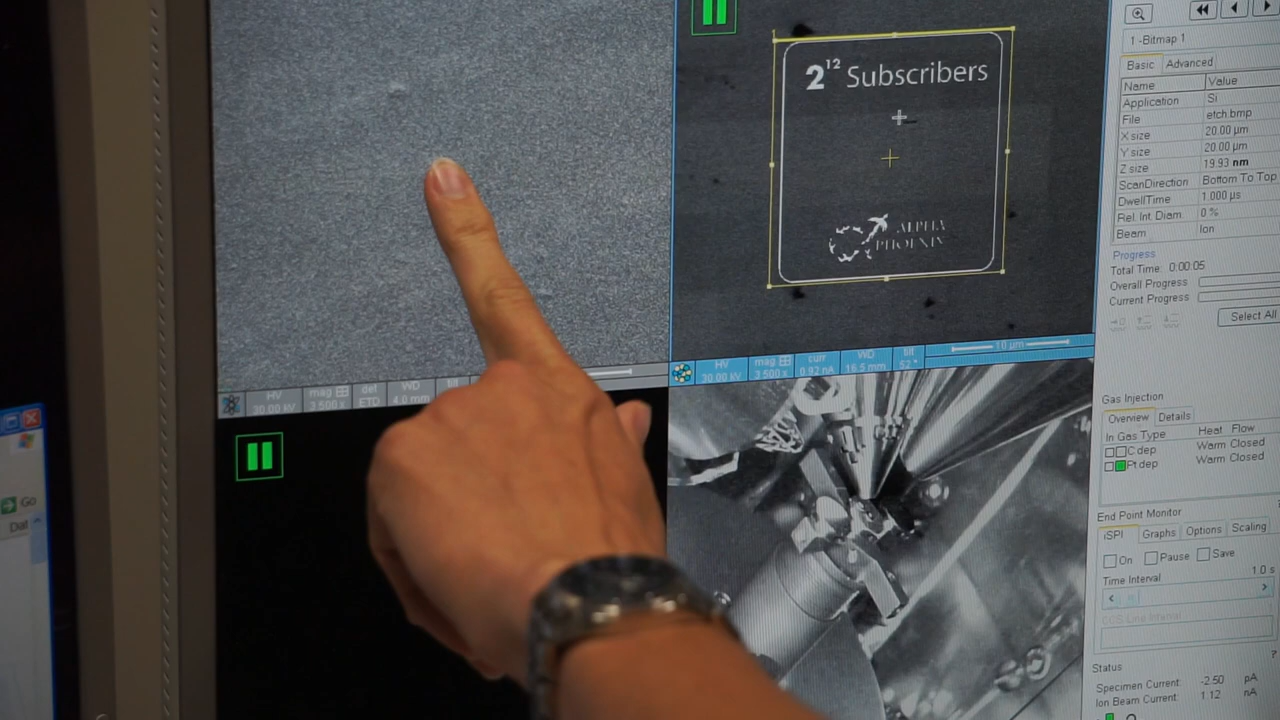 2¹² Subscribers
ALPHA
PHOENIX
HV
30.00 kV
mag
3,500 x
det
ETD
WD
4.0 mm
tilt
HV
30.00 kV
mag
3,500 x
curr
0.92 nA
WD
16.5 mm
tilt
52 °
10 µm
Go
1 -Bitmap 1
Basic Advanced
Name Value
Application Si
File etch.bmp
X size 20.00 µm
Y size 20.00 µm
Z size 19.93 nm
ScanDirection Bottom To Top
DwellTime 1.000 µs
Rel. Int. Diam. 0 %
Beam Ion
Progress
Total Time: 0:00:05
Overall Progress
Current Progress
Select All
Gas Injection
Overview Details
In Gas Type Heat Flow
C dep Warm Closed
Pt dep Warm Closed
End Point Monitor
iSPI Graphs Options Scaling
On Pause Save
Time Interval 1.0 s
Status
Specimen Current: -2.50 pA
Ion Beam Current: 1.12 nA